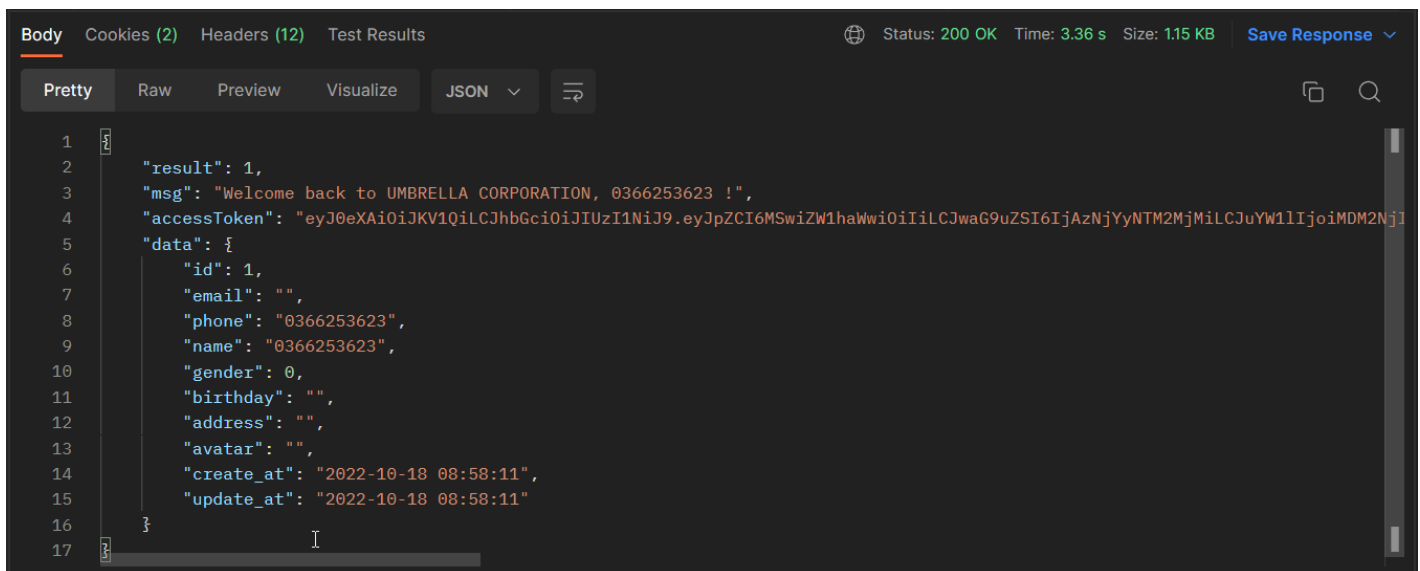 Body Cookies (2) Headers (12) Test Results Status: 200 OK Time: 3.36 s Size: 1.15 KB Save Response
Pretty Raw Preview Visualize JSON
1 {
2 "result": 1,
3 "msg": "Welcome back to UMBRELLA CORPORATION, 0366253623 !",
4 "accessToken": "eyJ0eXAiOiJKV1QiLCJhbGciOiJIUzI1NiJ9.eyJpZCI6MSwiZW1haWwiOiIiLCJwaG9uZSI6IjAzNjYyNTM2MjMiLCJuYW1lIjoiMDM2NjI
5 "data": {
6 "id": 1,
7 "email": "",
8 "phone": "0366253623",
9 "name": "0366253623",
10 "gender": 0,
11 "birthday": "",
12 "address": "",
13 "avatar": "",
14 "create_at": "2022-10-18 08:58:11",
15 "update_at": "2022-10-18 08:58:11"
16 }
17 }